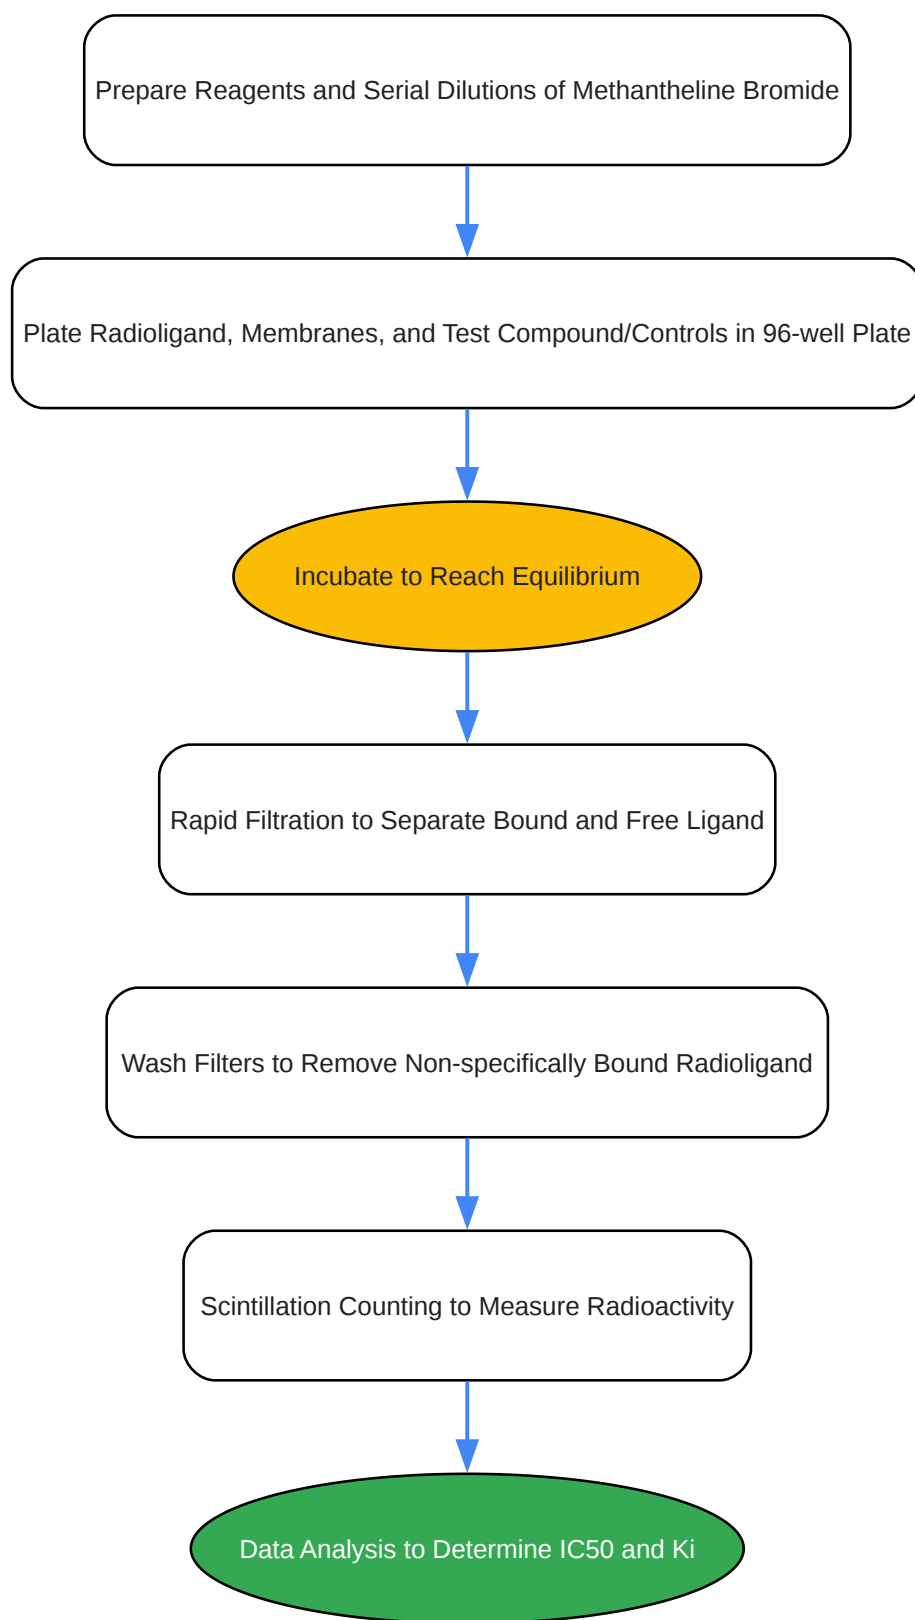 Prepare Reagents and Serial Dilutions of Methantheline Bromide
Plate Radioligand, Membranes, and Test Compound/Controls in 96-well Plate
Incubate to Reach Equilibrium
Rapid Filtration to Separate Bound and Free Ligand
Wash Filters to Remove Non-specifically Bound Radioligand
Scintillation Counting to Measure Radioactivity
Data Analysis to Determine IC50 and Ki